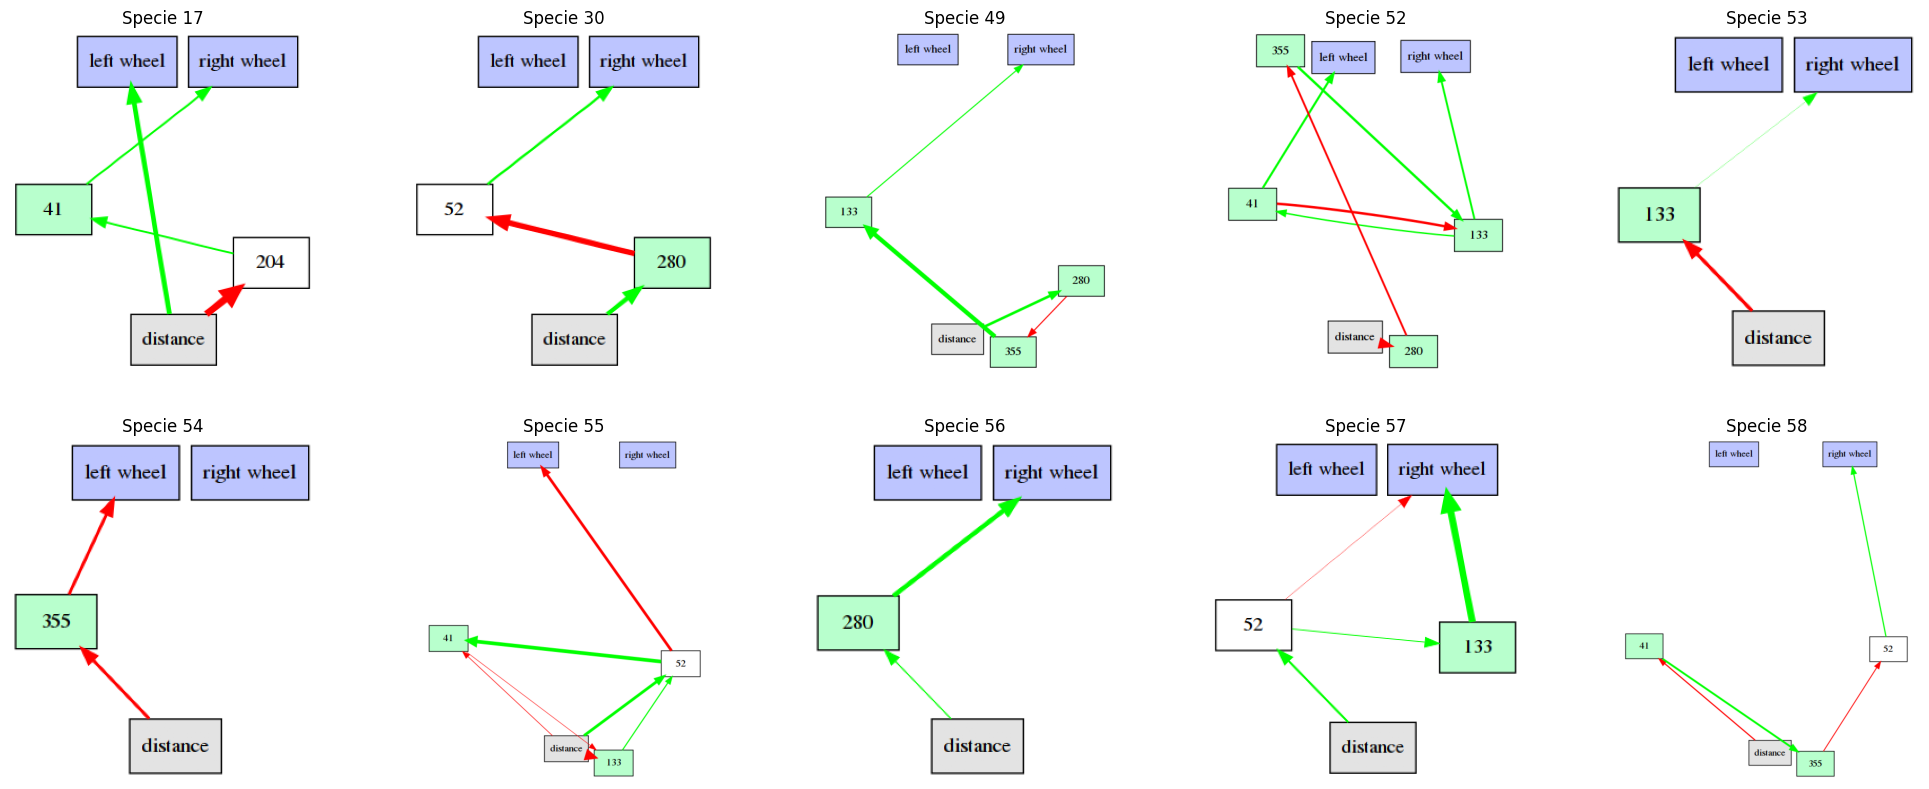 Specie 17
left wheel
right wheel
41
204
distance
Specie 30
left wheel
right wheel
52
280
distance
Specie 49
left wheel
right wheel
133
280
distance
355
Specie 52
355
left wheel
right wheel
41
133
distance
280
Specie 53
left wheel
right wheel
133
distance
Specie 54
left wheel
right wheel
355
distance
Specie 55
left wheel
right wheel
41
52
distance
133
Specie 56
left wheel
right wheel
280
distance
Specie 57
left wheel
right wheel
52
133
distance
Specie 58
left wheel
right wheel
41
52
distance
355